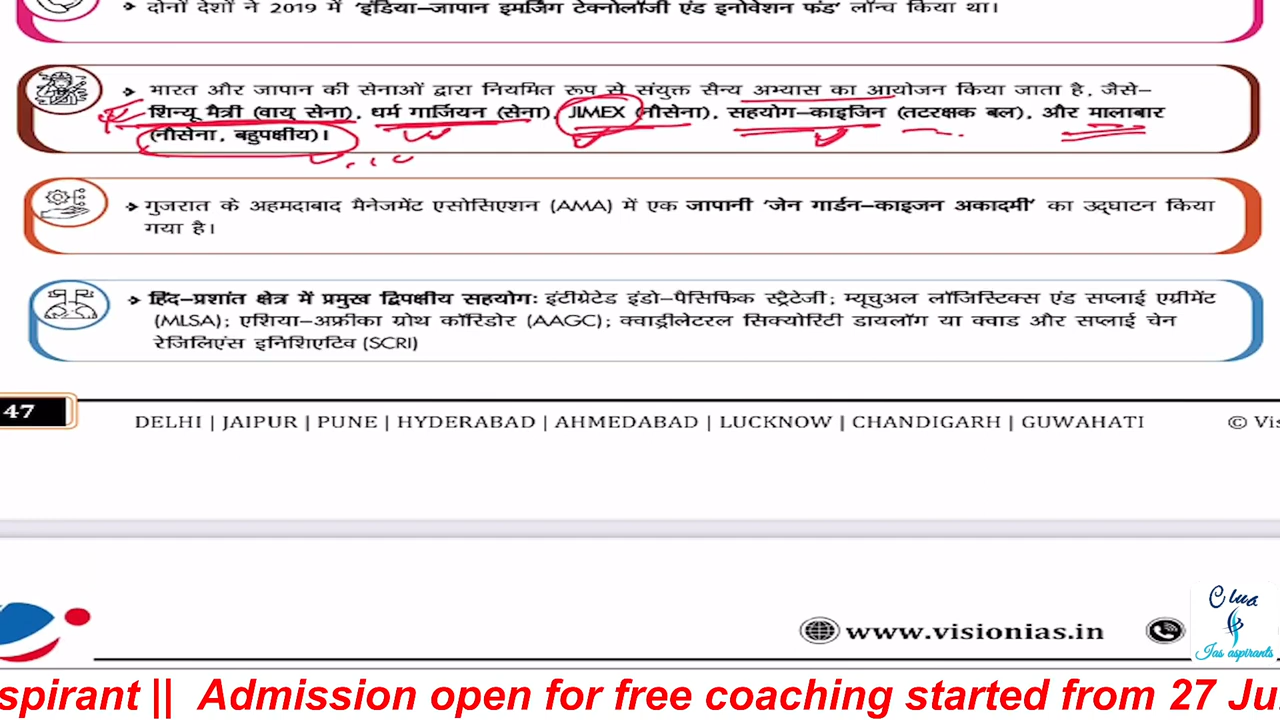 दोनों देशों ने 2019 में 'इंडिया–जापान इमर्जिंग टेक्नोलॉजी एंड इनोवेशन फंड' लॉन्च किया था।
भारत और जापान की सेनाओं द्वारा नियमित रूप से संयुक्त सैन्य अभ्यास का आयोजन किया जाता है, जैसे–
शिन्यू मैत्री (वायु सेना), धर्म गार्जियन (सेना), JIMEX (नौसेना), सहयोग–काइजिन (तटरक्षक बल), और मालाबार
(नौसेना, बहुपक्षीय)।
गुजरात के अहमदाबाद मैनेजमेंट एसोसिएशन (AMA) में एक जापानी 'जेन गार्डन–काइजन अकादमी' का उद्घाटन किया
गया है।
हिंद–प्रशांत क्षेत्र में प्रमुख द्विपक्षीय सहयोगः इंटीग्रेटेड इंडो–पैसिफिक स्ट्रैटेजी; म्यूचुअल लॉजिस्टिक्स एंड सप्लाई एग्रीमेंट
(MLSA); एशिया–अफ्रीका ग्रोथ कॉरिडोर (AAGC); क्वाड्रीलेटरल सिक्योरिटी डायलॉग या क्वाड और सप्लाई चेन
रेजिलिएंस इनिशिएटिव (SCRI)
47
DELHI | JAIPUR | PUNE | HYDERABAD | AHMEDABAD | LUCKNOW | CHANDIGARH | GUWAHATI
© Vis
www.visionias.in
Clua
Jas aspirants
spirant || Admission open for free coaching started from 27 Ju